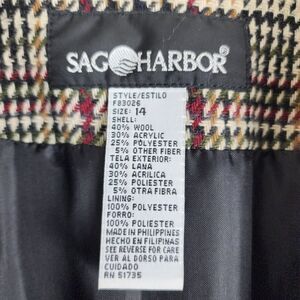 SAG HARBOR®
STYLE/ESTILO
F83026
SIZE: 14
SHELL:
40% WOOL
30% ACRYLIC
25% POLYESTER
5% OTHER FIBER
TELA EXTERIOR:
40% LANA
30% ACRILICA
25% POLIESTER
5% OTRA FIBRA
LINING:
100% POLYESTER
FORRO:
100% POLIESTER
MADE IN PHILIPPINES
HECHO EN FILIPINAS
SEE REVERSE FOR CARE
VER AL DORSO PARA
CUIDADO
RN 51735